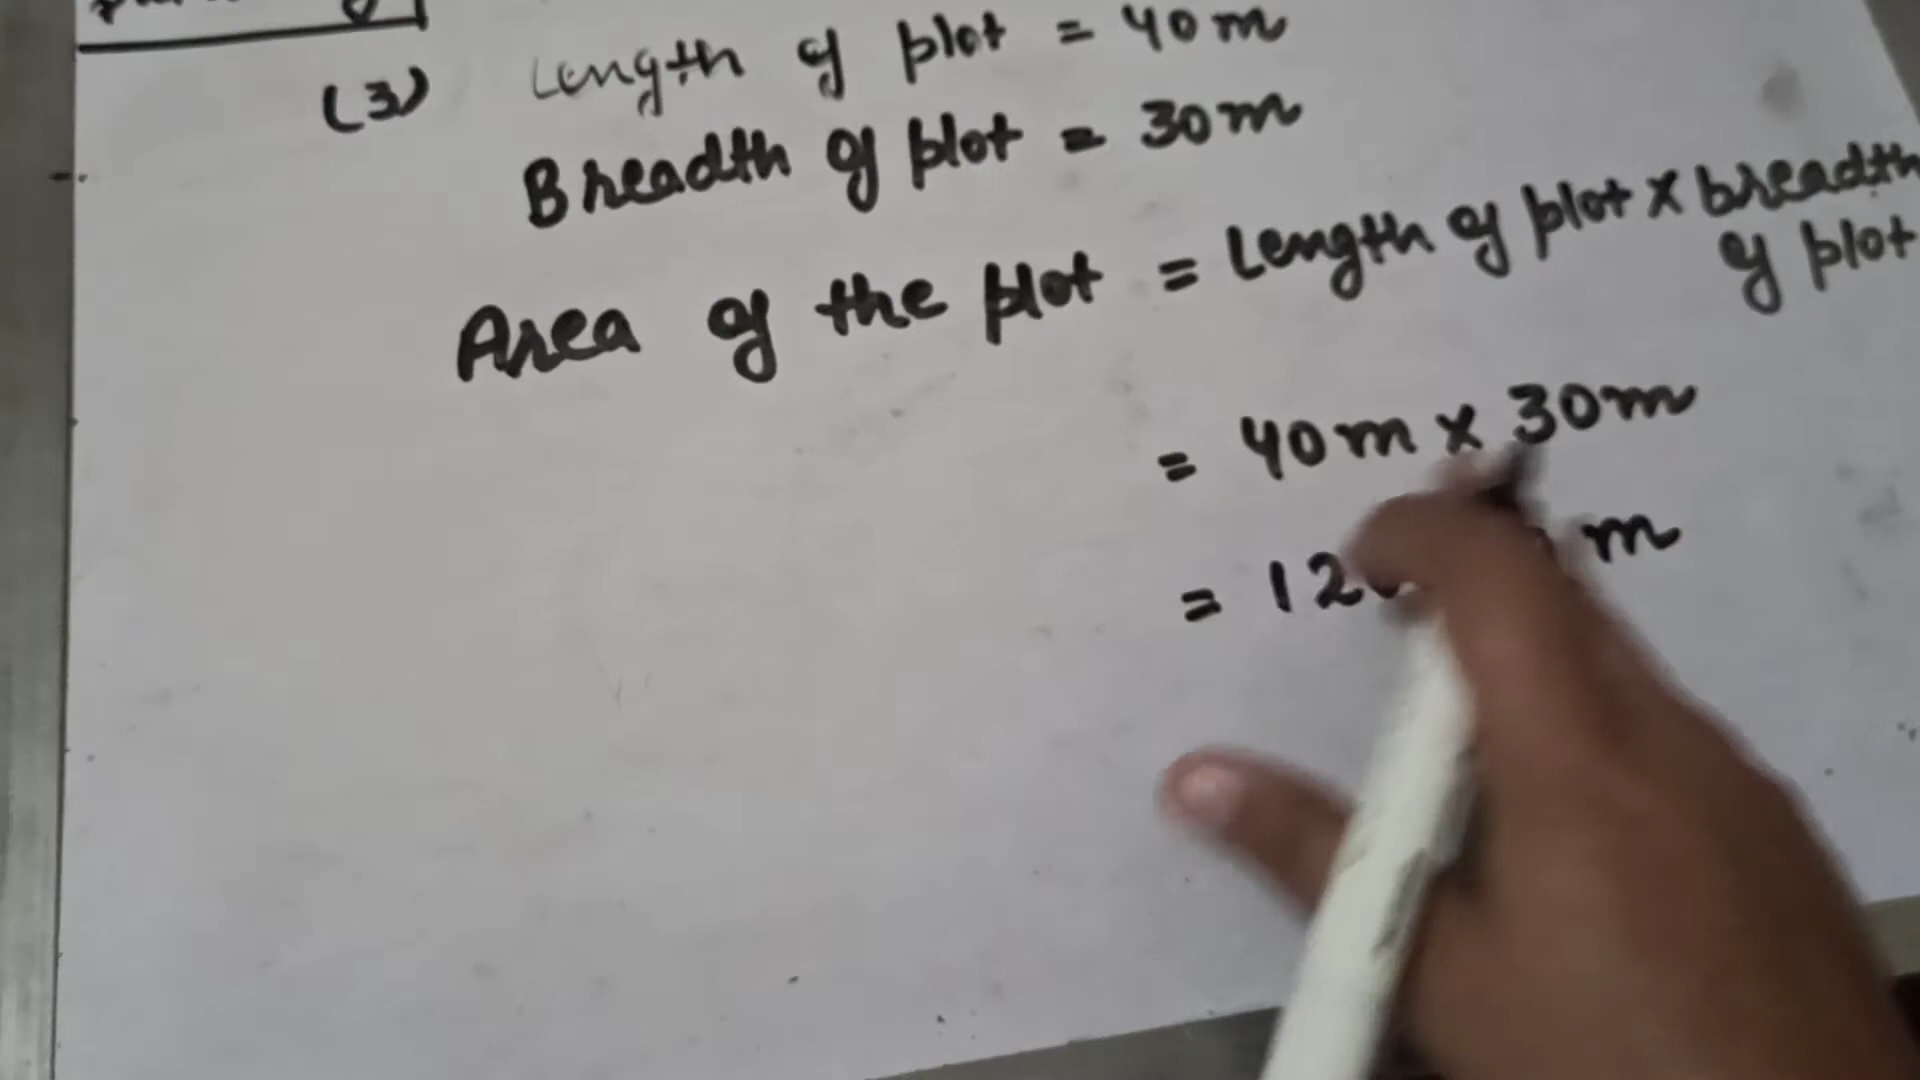 (3) Length of plot = 40 m
Breadth of plot = 30 m
Area of the plot = Length of plot x breadth
of plot
= 40 m x 30 m
= 12 m